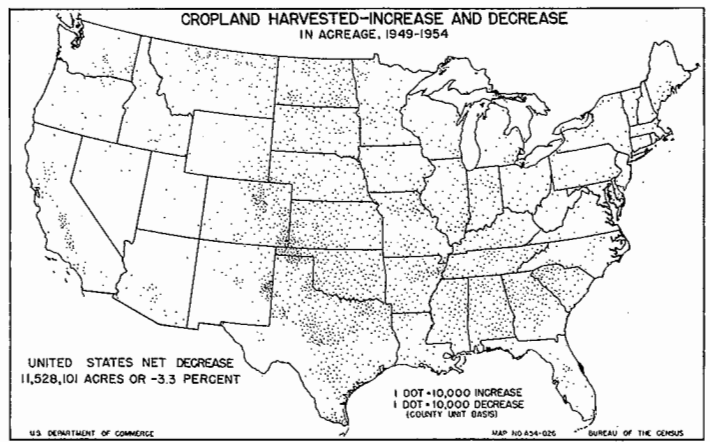 CROPLAND HARVESTED-INCREASE AND DECREASE
IN ACREAGE, 1949-1954
UNITED STATES NET DECREASE
11,528,101 ACRES OR -3.3 PERCENT
1 DOT=10,000 INCREASE
1 DOT=10,000 DECREASE
(COUNTY UNIT BASIS)
U.S. DEPARTMENT OF COMMERCE
MAP NO A54-026
BUREAU OF THE CENSUS